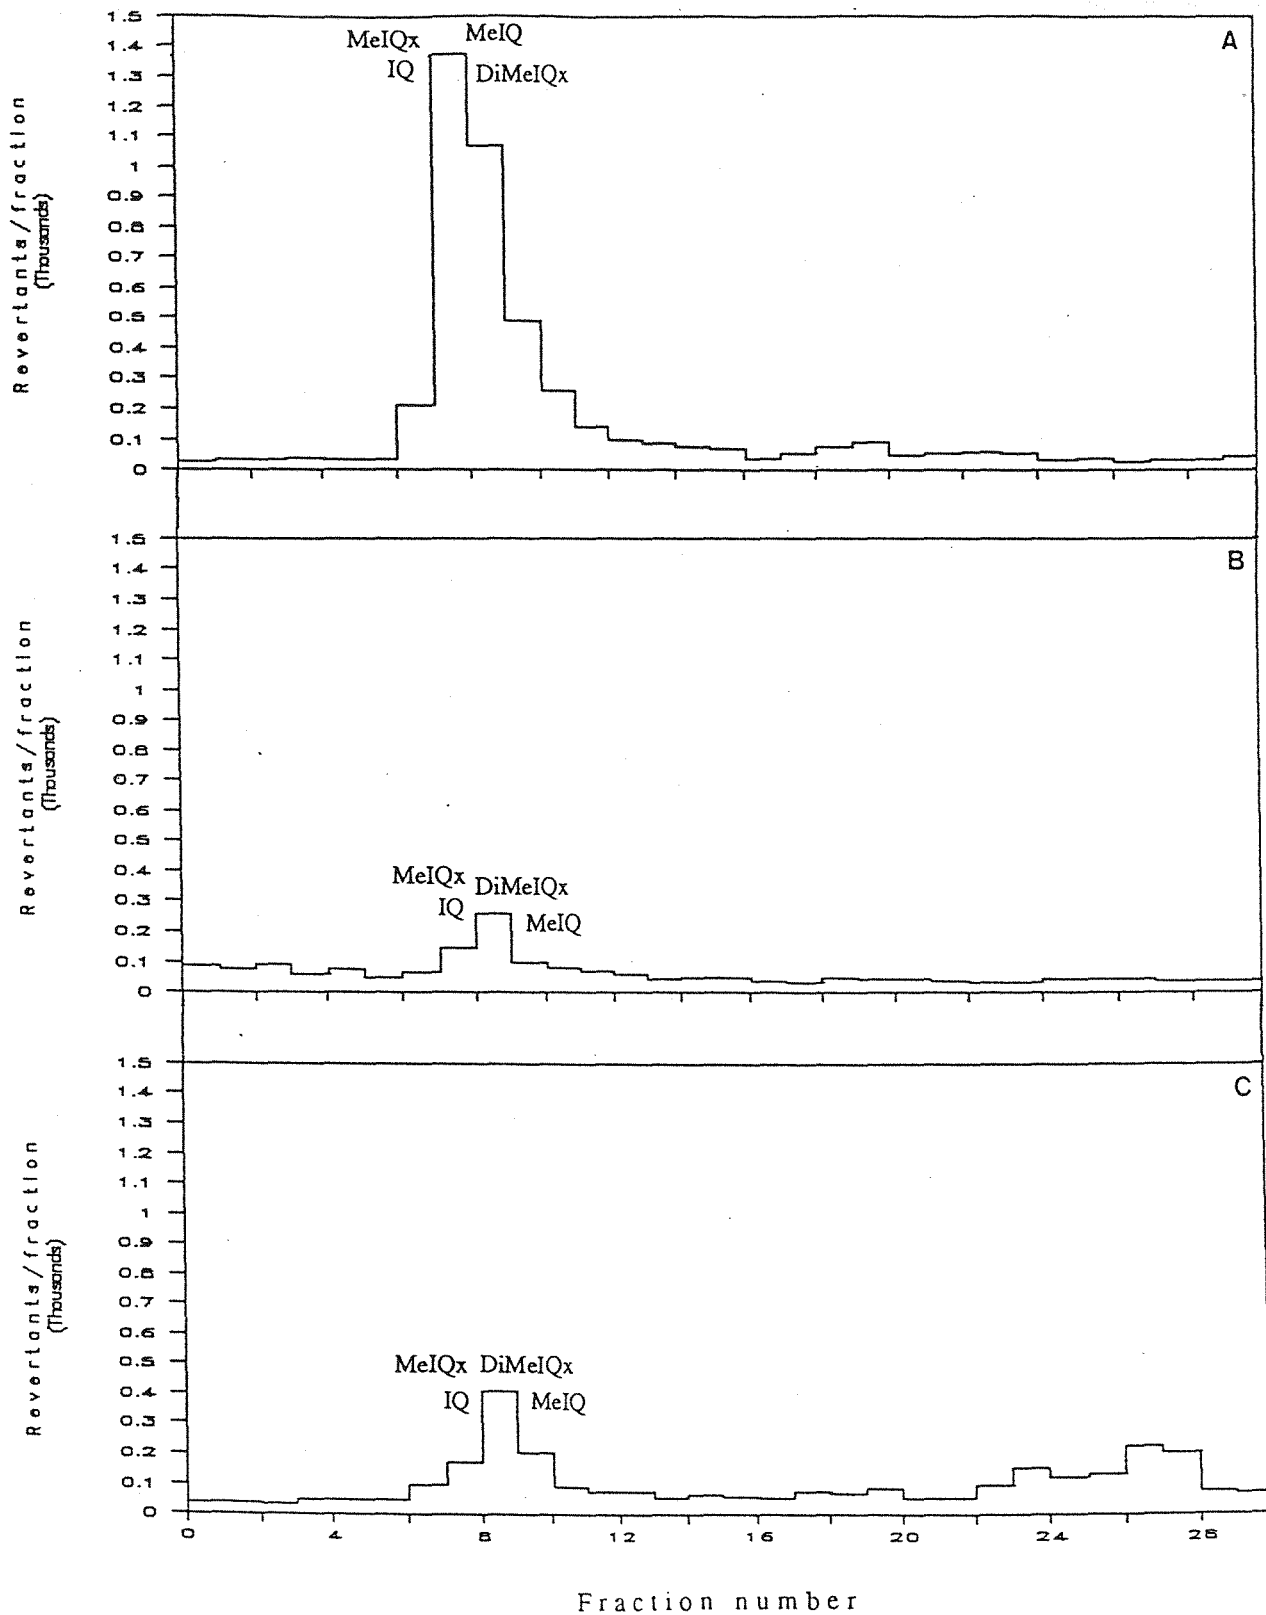 A
MeIQx MeIQ
IQ DiMeIQx
Revertants/fraction
(Thousands)
1.5
1.4
1.3
1.2
1.1
1
0.9
0.8
0.7
0.6
0.5
0.4
0.3
0.2
0.1
0
B
MeIQx DiMeIQx
IQ MeIQ
Revertants/fraction
(Thousands)
1.5
1.4
1.3
1.2
1.1
1
0.9
0.8
0.7
0.6
0.5
0.4
0.3
0.2
0.1
0
C
MeIQx DiMeIQx
IQ MeIQ
Revertants/fraction
(Thousands)
1.5
1.4
1.3
1.2
1.1
1
0.9
0.8
0.7
0.6
0.5
0.4
0.3
0.2
0.1
0
0 4 8 12 16 20 24 28
Fraction number